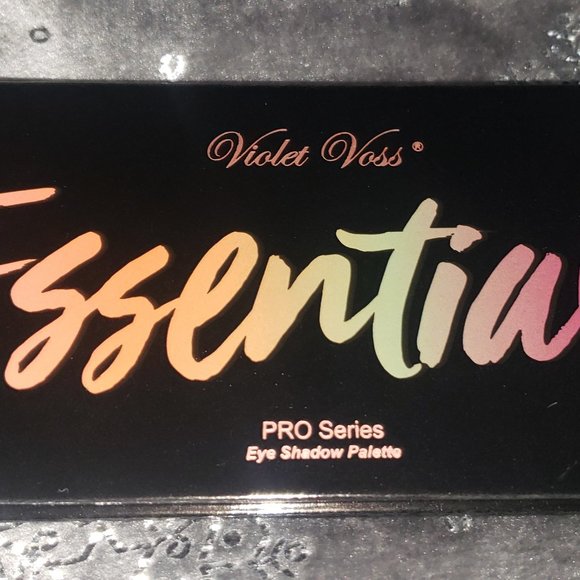 Violet Voss®
Essentia
PRO Series
Eye Shadow Palette